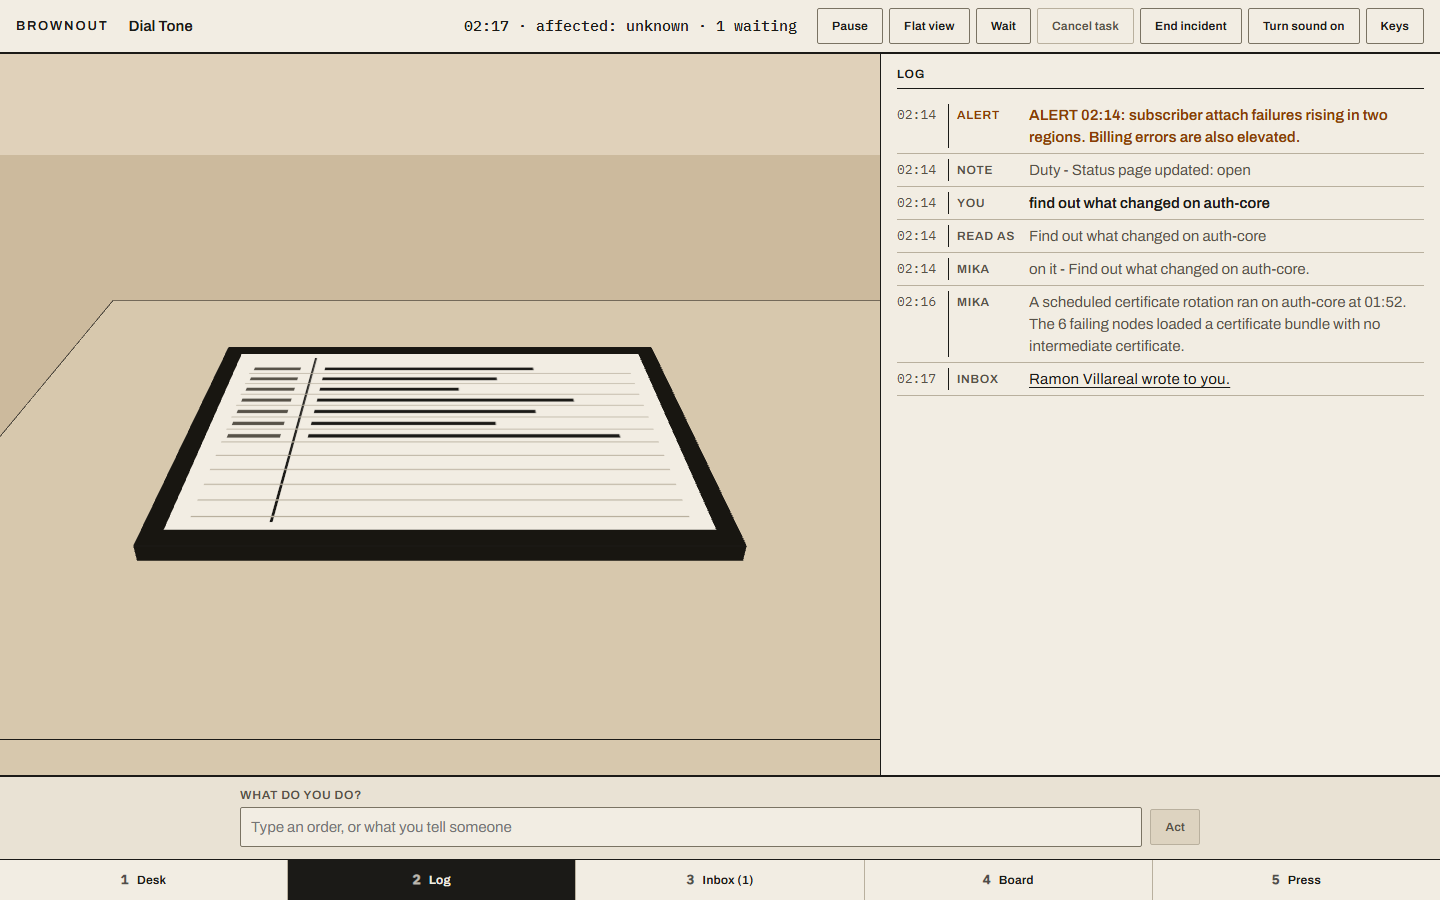 BROWNOUT Dial Tone 02:17 · affected: unknown · 1 waiting Pause Flat view Wait Cancel task End incident Turn sound on Keys
LOG
02:14 ALERT ALERT 02:14: subscriber attach failures rising in two
regions. Billing errors are also elevated.
02:14 NOTE Duty - Status page updated: open
02:14 YOU find out what changed on auth-core
02:14 READ AS Find out what changed on auth-core
02:14 MIKA on it - Find out what changed on auth-core.
02:16 MIKA A scheduled certificate rotation ran on auth-core at 01:52.
The 6 failing nodes loaded a certificate bundle with no
intermediate certificate.
02:17 INBOX Ramon Villareal wrote to you.
WHAT DO YOU DO?
Type an order, or what you tell someone Act
1 Desk 2 Log 3 Inbox (1) 4 Board 5 Press